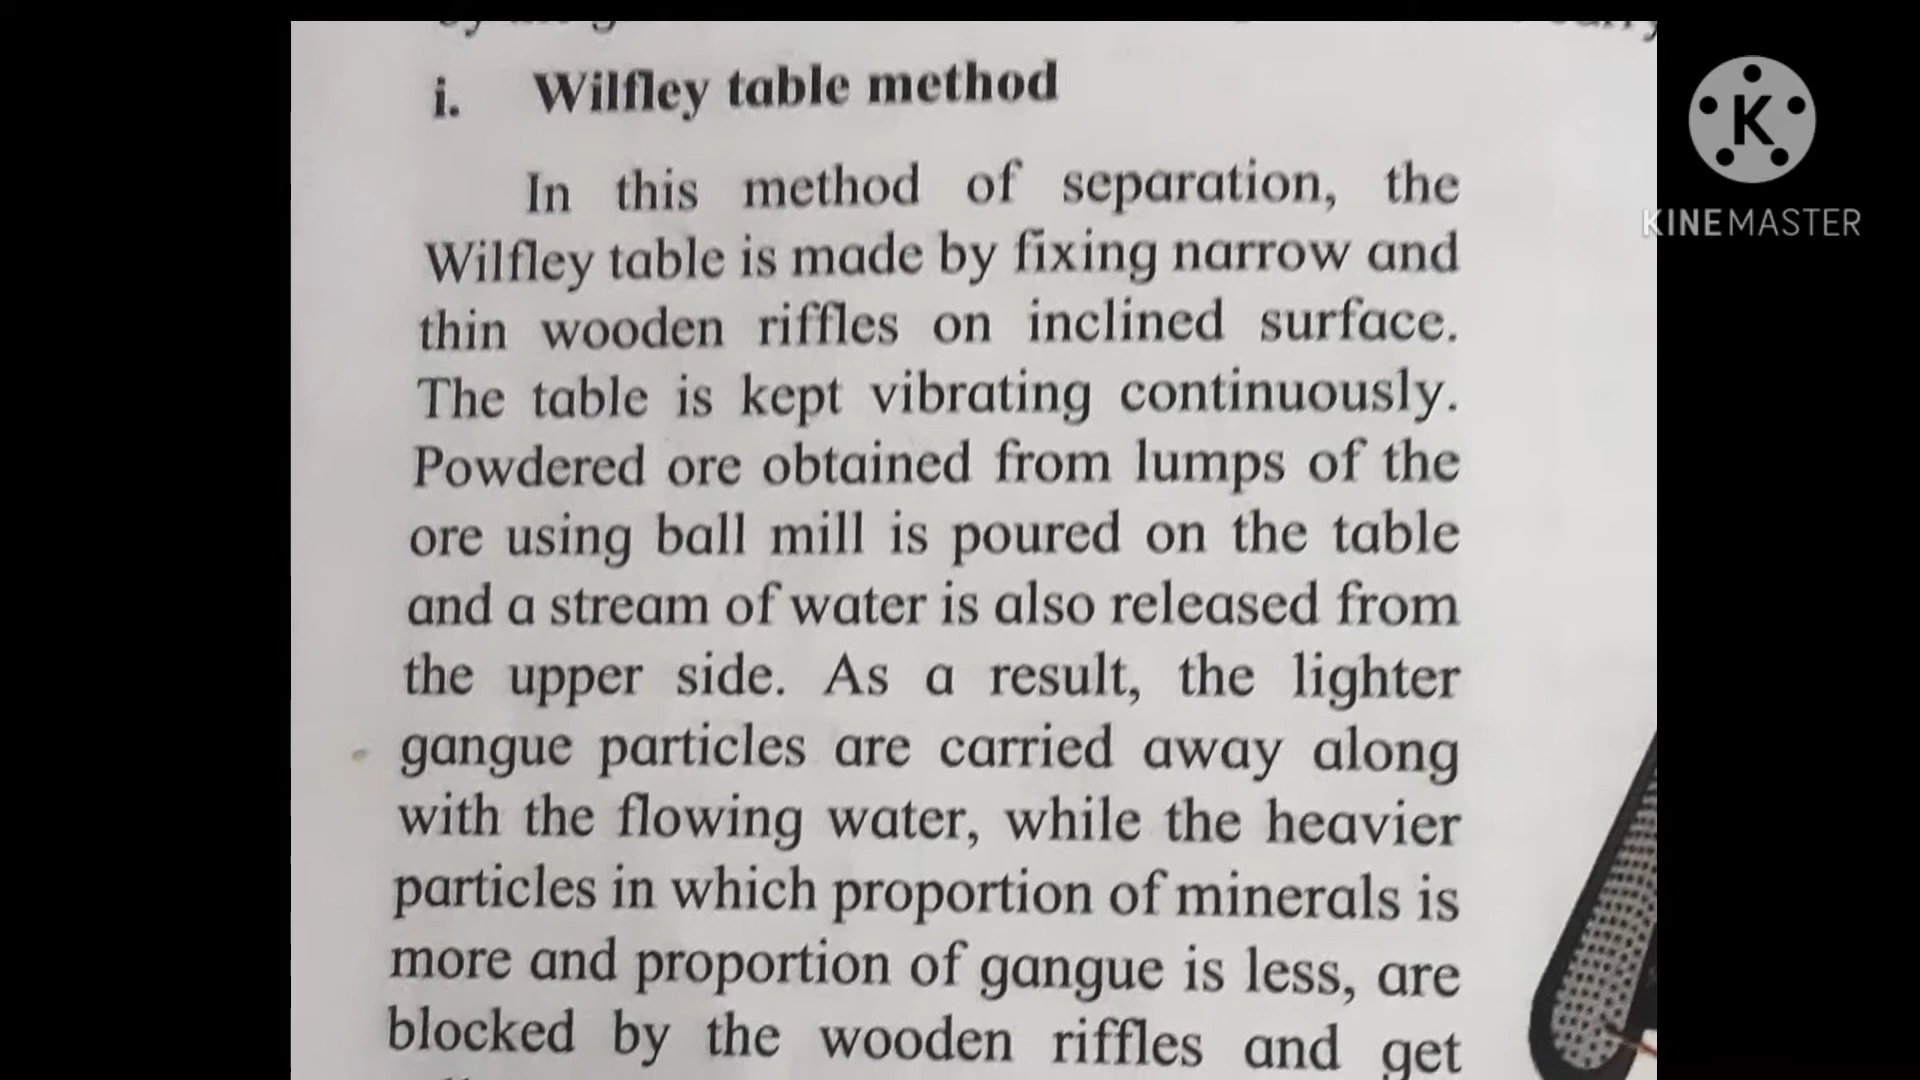 i. Wilfley table method
In this method of separation, the
Wilfley table is made by fixing narrow and
thin wooden riffles on inclined surface.
The table is kept vibrating continuously.
Powdered ore obtained from lumps of the
ore using ball mill is poured on the table
and a stream of water is also released from
the upper side. As a result, the lighter
gangue particles are carried away along
with the flowing water, while the heavier
particles in which proportion of minerals is
more and proportion of gangue is less, are
blocked by the wooden riffles and get
K
KINEMASTER